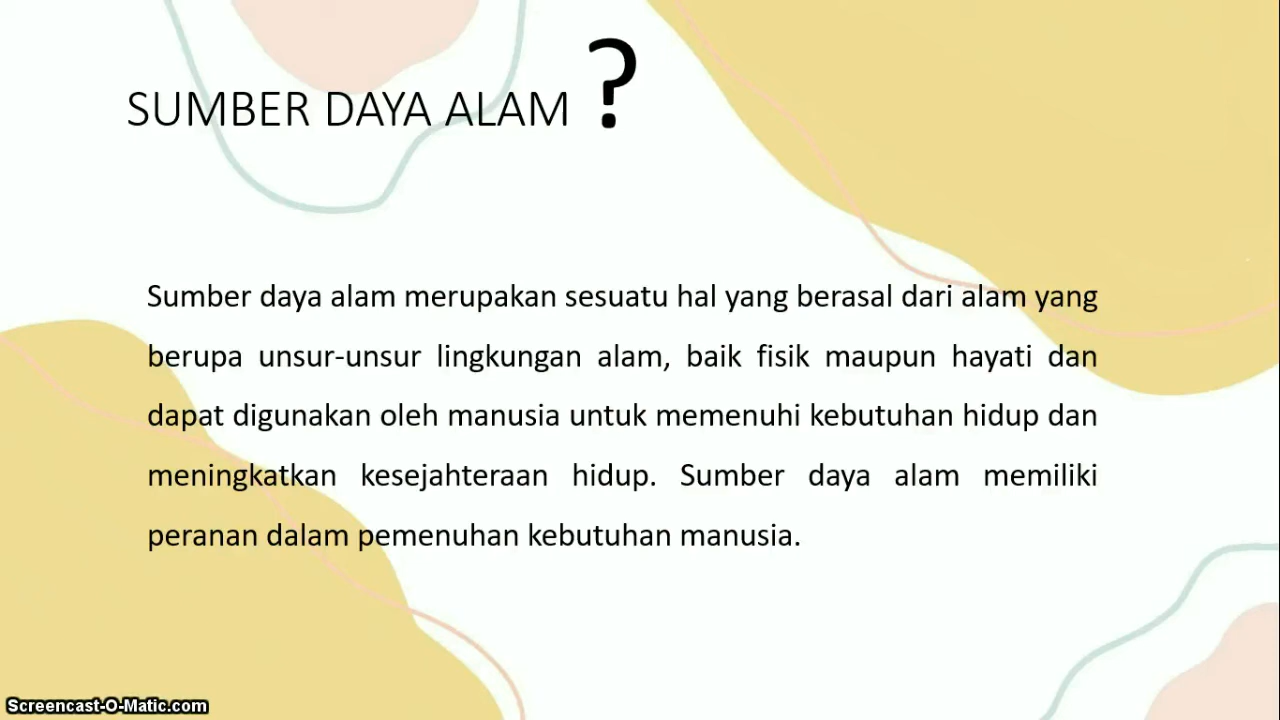 SUMBER DAYA ALAM ?
Sumber daya alam merupakan sesuatu hal yang berasal dari alam yang
berupa unsur-unsur lingkungan alam, baik fisik maupun hayati dan
dapat digunakan oleh manusia untuk memenuhi kebutuhan hidup dan
meningkatkan kesejahteraan hidup. Sumber daya alam memiliki
peranan dalam pemenuhan kebutuhan manusia.
Screencast-O-Matic.com